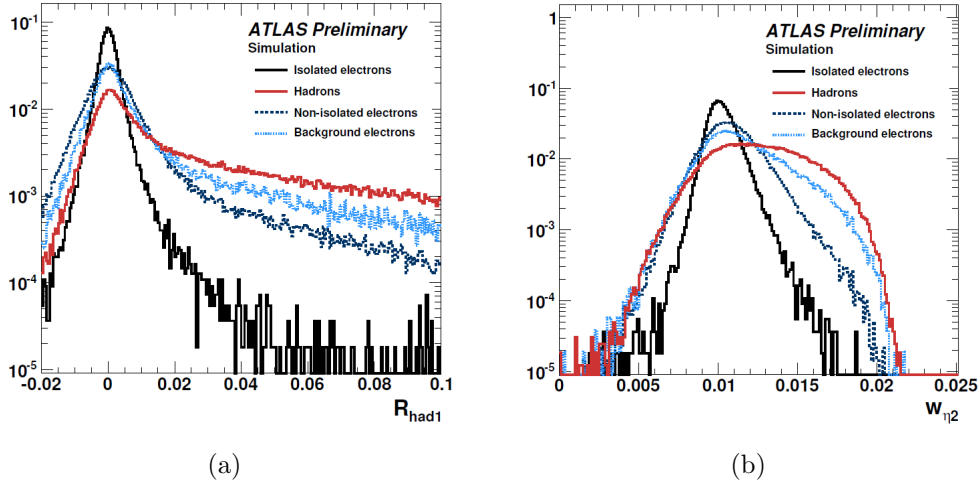 ATLAS Preliminary
Simulation
Isolated electrons
Hadrons
Non-isolated electrons
Background electrons
10^-1
10^-2
10^-3
10^-4
10^-5
-0.02 0 0.02 0.04 0.06 0.08 0.1
R_had1
(a)
ATLAS Preliminary
Simulation
Isolated electrons
Hadrons
Non-isolated electrons
Background electrons
1
10^-1
10^-2
10^-3
10^-4
10^-5
0 0.005 0.01 0.015 0.02 0.025
w_η2
(b)